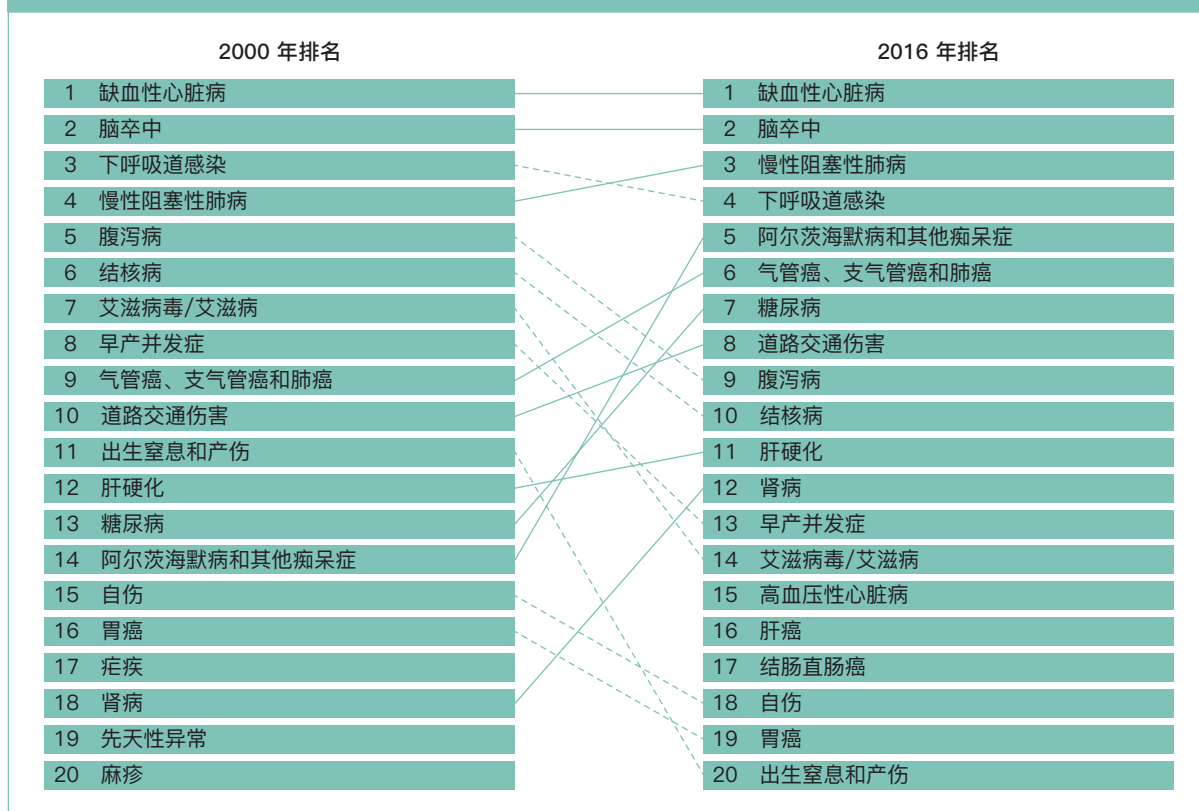 2000 年排名
1 缺血性心脏病
2 脑卒中
3 下呼吸道感染
4 慢性阻塞性肺病
5 腹泻病
6 结核病
7 艾滋病毒/艾滋病
8 早产并发症
9 气管癌、支气管癌和肺癌
10 道路交通伤害
11 出生窒息和产伤
12 肝硬化
13 糖尿病
14 阿尔茨海默病和其他痴呆症
15 自伤
16 胃癌
17 疟疾
18 肾病
19 先天性异常
20 麻疹
2016 年排名
1 缺血性心脏病
2 脑卒中
3 慢性阻塞性肺病
4 下呼吸道感染
5 阿尔茨海默病和其他痴呆症
6 气管癌、支气管癌和肺癌
7 糖尿病
8 道路交通伤害
9 腹泻病
10 结核病
11 肝硬化
12 肾病
13 早产并发症
14 艾滋病毒/艾滋病
15 高血压性心脏病
16 肝癌
17 结肠直肠癌
18 自伤
19 胃癌
20 出生窒息和产伤